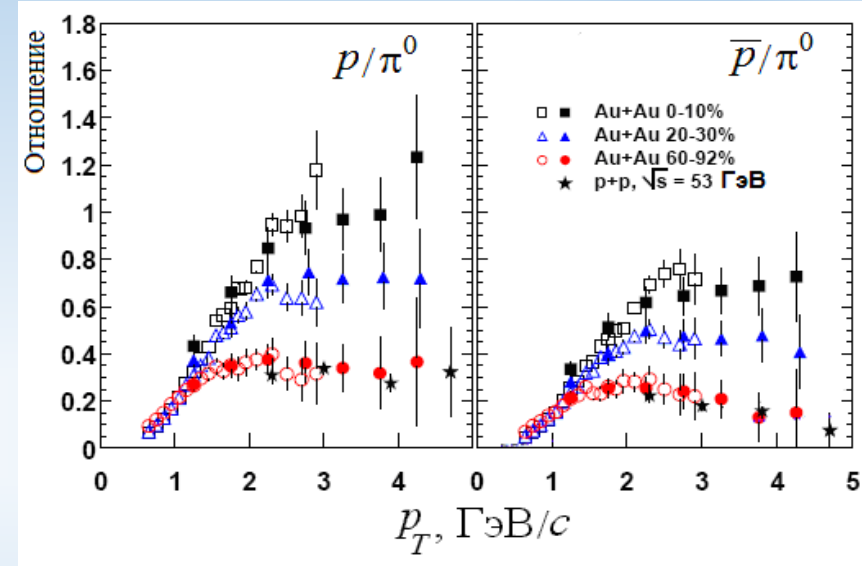 Отношение
1.8
1.6
1.4
1.2
1
0.8
0.6
0.4
0.2
0
p/π⁰
p̅/π⁰
Au+Au 0-10%
Au+Au 20-30%
Au+Au 60-92%
p+p, √s = 53 ГэВ
0 1 2 3 4 0 1 2 3 4 5
p_T, ГэВ/c